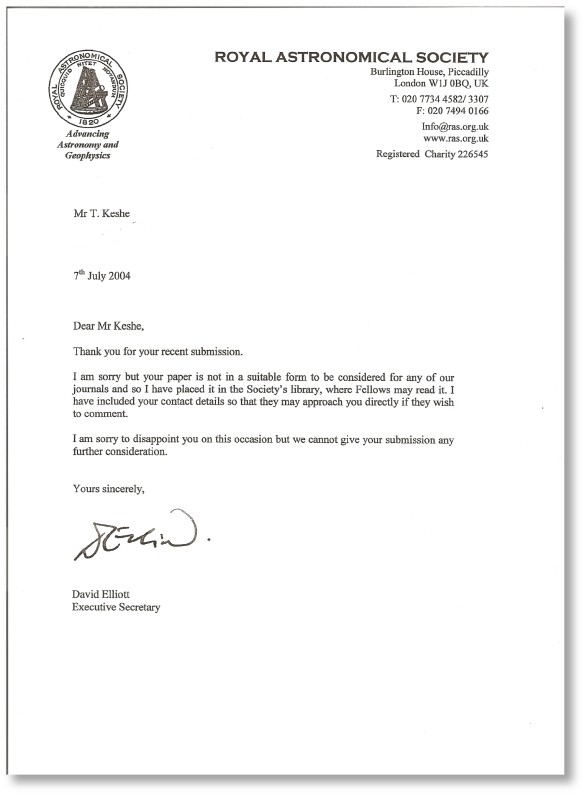 ROYAL ASTRONOMICAL SOCIETY
Burlington House, Piccadilly
London W1J 0BQ, UK
T: 020 7734 4582/ 3307
F: 020 7494 0166
Info@ras.org.uk
www.ras.org.uk
Registered Charity 226545
ROYAL ASTRONOMICAL SOCIETY
QUICQUID NITET NOTANDUM
1820
Advancing
Astronomy and
Geophysics
Mr T. Keshe
7th July 2004
Dear Mr Keshe,
Thank you for your recent submission.
I am sorry but your paper is not in a suitable form to be considered for any of our
journals and so I have placed it in the Society's library, where Fellows may read it. I
have included your contact details so that they may approach you directly if they wish
to comment.
I am sorry to disappoint you on this occasion but we cannot give your submission any
further consideration.
Yours sincerely,
David Elliott
Executive Secretary